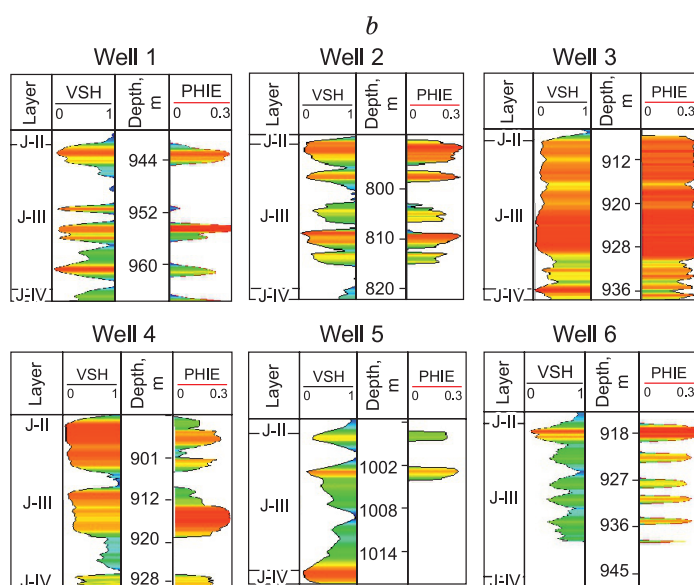 b
Well 1
Well 2
Well 3
Layer
VSH
0 1
Depth, m
PHIE
0 0.3
J-II
J-III
J-IV
944
952
960
Layer
VSH
0 1
Depth, m
PHIE
0 0.3
J-II
J-III
J-IV
800
810
820
Layer
VSH
0 1
Depth, m
PHIE
0 0.3
J-II
J-III
J-IV
912
920
928
936
Well 4
Well 5
Well 6
Layer
VSH
0 1
Depth, m
PHIE
0 0.3
J-II
J-III
J-IV
901
912
920
928
Layer
VSH
0 1
Depth, m
PHIE
0 0.3
J-II
J-III
J-IV
1002
1008
1014
Layer
VSH
0 1
Depth, m
PHIE
0 0.3
J-II
J-III
J-IV
918
927
936
945